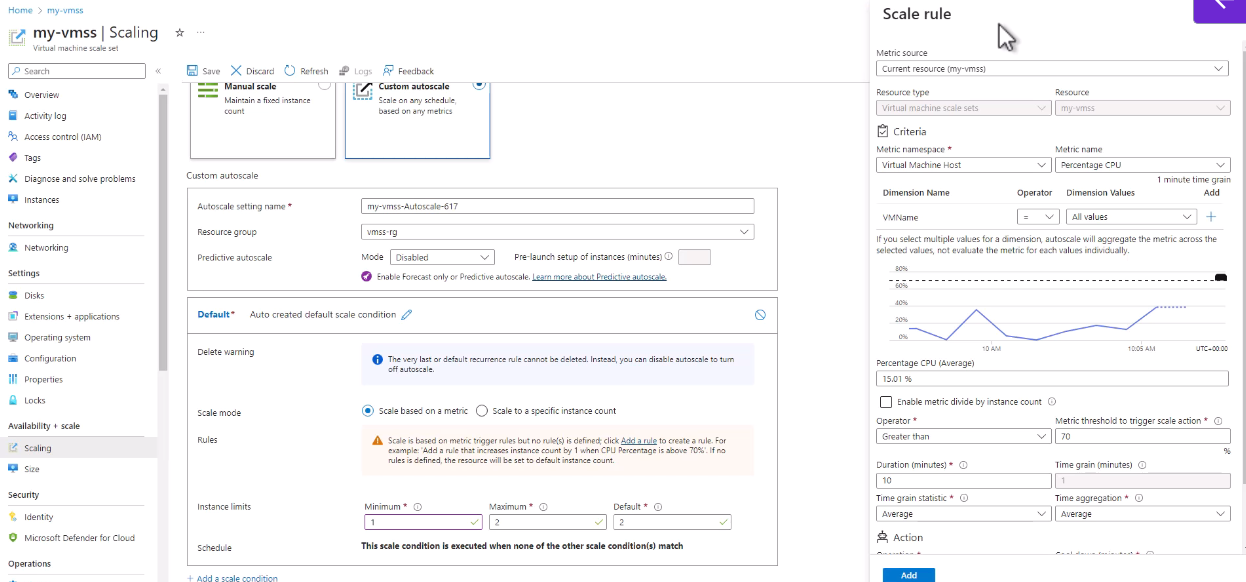 Home > my-vmss
my-vmss | Scaling
Virtual machine scale set
Search
Overview
Activity log
Access control (IAM)
Tags
Diagnose and solve problems
Instances
Networking
Networking
Settings
Disks
Extensions + applications
Operating system
Configuration
Properties
Locks
Availability + scale
Scaling
Size
Security
Identity
Microsoft Defender for Cloud
Operations
Save Discard Refresh Logs Feedback
Manual scale
Maintain a fixed instance
count
Custom autoscale
Scale on any schedule,
based on any metrics
Custom autoscale
Autoscale setting name * my-vmss-Autoscale-617
Resource group vmss-rg
Predictive autoscale Mode Disabled Pre-launch setup of instances (minutes)
Enable Forecast only or Predictive autoscale. Learn more about Predictive autoscale.
Default* Auto created default scale condition
Delete warning
The very last or default recurrence rule cannot be deleted. Instead, you can disable autoscale to turn
off autoscale.
Scale mode Scale based on a metric Scale to a specific instance count
Rules
Scale is based on metric trigger rules but no rule(s) is defined; click Add a rule to create a rule. For
example: 'Add a rule that increases instance count by 1 when CPU Percentage is above 70%'. If no
rules is defined, the resource will be set to default instance count.
Instance limits
Minimum * Maximum * Default *
1 2 2
Schedule This scale condition is executed when none of the other scale condition(s) match
+ Add a scale condition
Scale rule
Metric source
Current resource (my-vmss)
Resource type Resource
Virtual machine scale sets my-vmss
Criteria
Metric namespace * Metric name
Virtual Machine Host Percentage CPU
1 minute time grain
Dimension Name Operator Dimension Values Add
VMName = All values +
If you select multiple values for a dimension, autoscale will aggregate the metric across the
selected values, not evaluate the metric for each values individually.
80%
60%
40%
20%
0%
10 AM 10:05 AM UTC+00:00
Percentage CPU (Average)
15.01 %
Enable metric divide by instance count
Operator * Metric threshold to trigger scale action *
Greater than 70
%
Duration (minutes) * Time grain (minutes)
10 1
Time grain statistic * Time aggregation *
Average Average
Action
Add